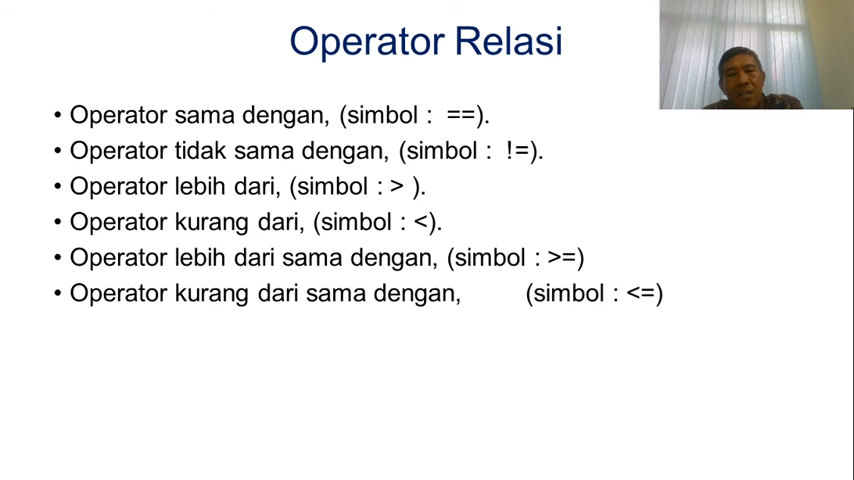 Operator Relasi
• Operator sama dengan, (simbol : ==).
• Operator tidak sama dengan, (simbol : !=).
• Operator lebih dari, (simbol : > ).
• Operator kurang dari, (simbol : <).
• Operator lebih dari sama dengan, (simbol : >=)
• Operator kurang dari sama dengan, (simbol : <=)